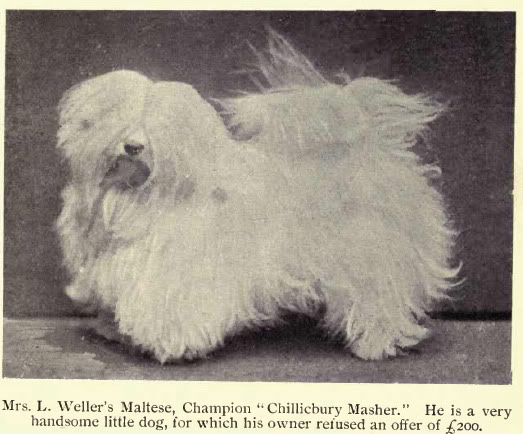 Mrs. L. Weller's Maltese, Champion "Chillicbury Masher." He is a very
handsome little dog, for which his owner refused an offer of £200.